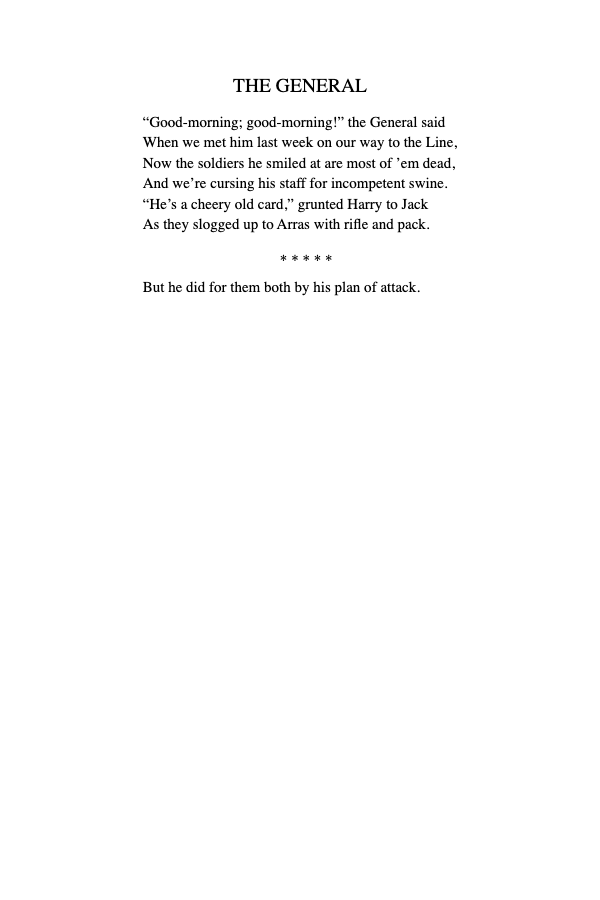 THE GENERAL
“Good-morning; good-morning!” the General said
When we met him last week on our way to the Line,
Now the soldiers he smiled at are most of ’em dead,
And we’re cursing his staff for incompetent swine.
“He’s a cheery old card,” grunted Harry to Jack
As they slogged up to Arras with rifle and pack.
* * * * *
But he did for them both by his plan of attack.